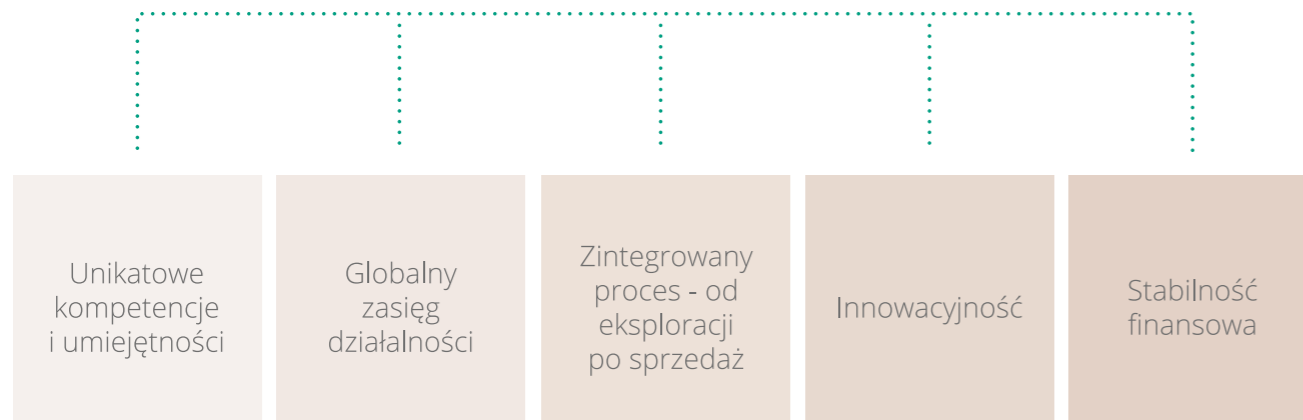 Unikatowe
kompetencje
i umiejętności
Globalny
zasięg
działalności
Zintegrowany
proces - od
eksploracji
po sprzedaż
Innowacyjność
Stabilność
finansowa